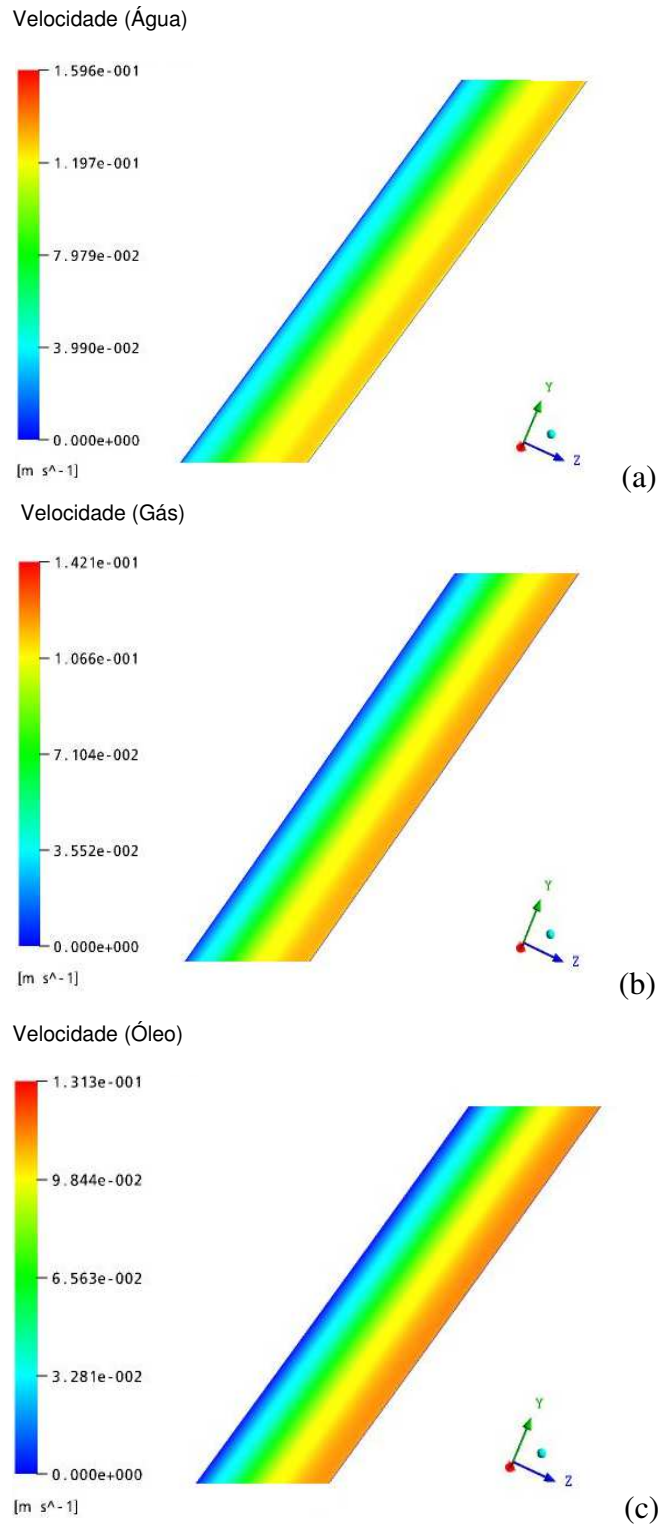 Velocidade (Água)
1.596e-001
1.197e-001
7.979e-002
3.990e-002
0.000e+000
[m s^-1]
Y
Z
(a)
Velocidade (Gás)
1.421e-001
1.066e-001
7.104e-002
3.552e-002
0.000e+000
[m s^-1]
Y
Z
(b)
Velocidade (Óleo)
1.313e-001
9.844e-002
6.563e-002
3.281e-002
0.000e+000
[m s^-1]
Y
Z
(c)